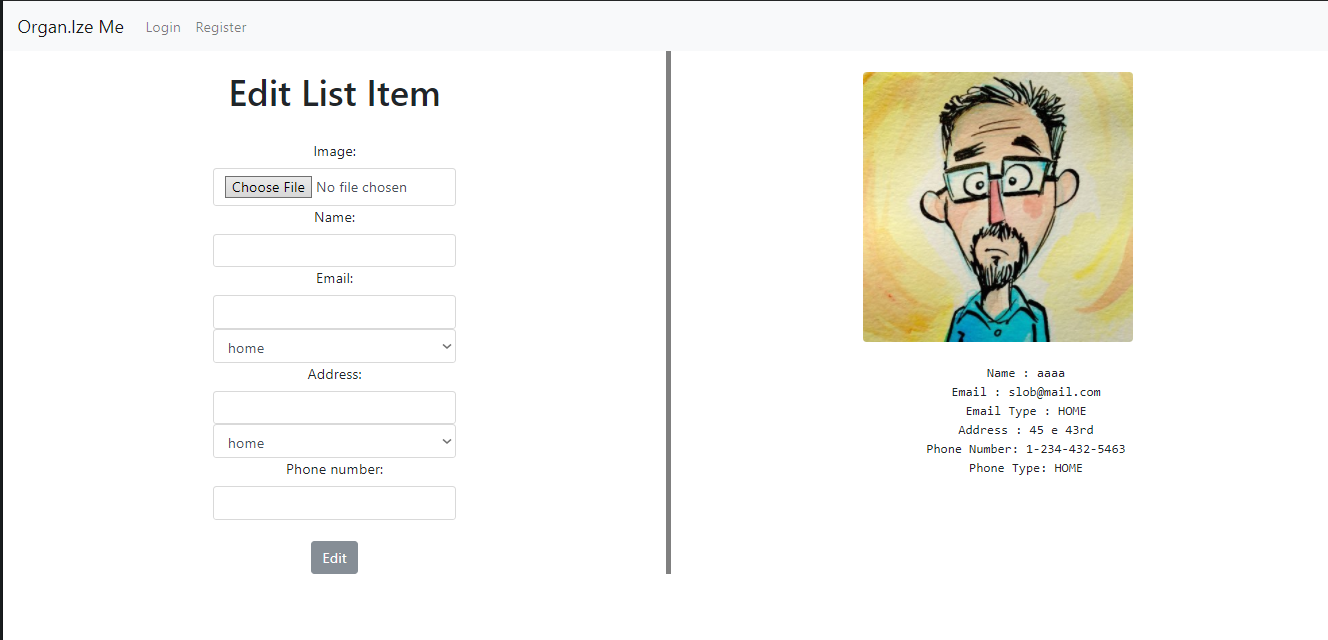 Organ.Ize Me Login Register
Edit List Item
Image:
Choose File No file chosen
Name:
Email:
home
Address:
home
Phone number:
Edit
Name : aaaa
Email : slob@mail.com
Email Type : HOME
Address : 45 e 43rd
Phone Number: 1-234-432-5463
Phone Type: HOME